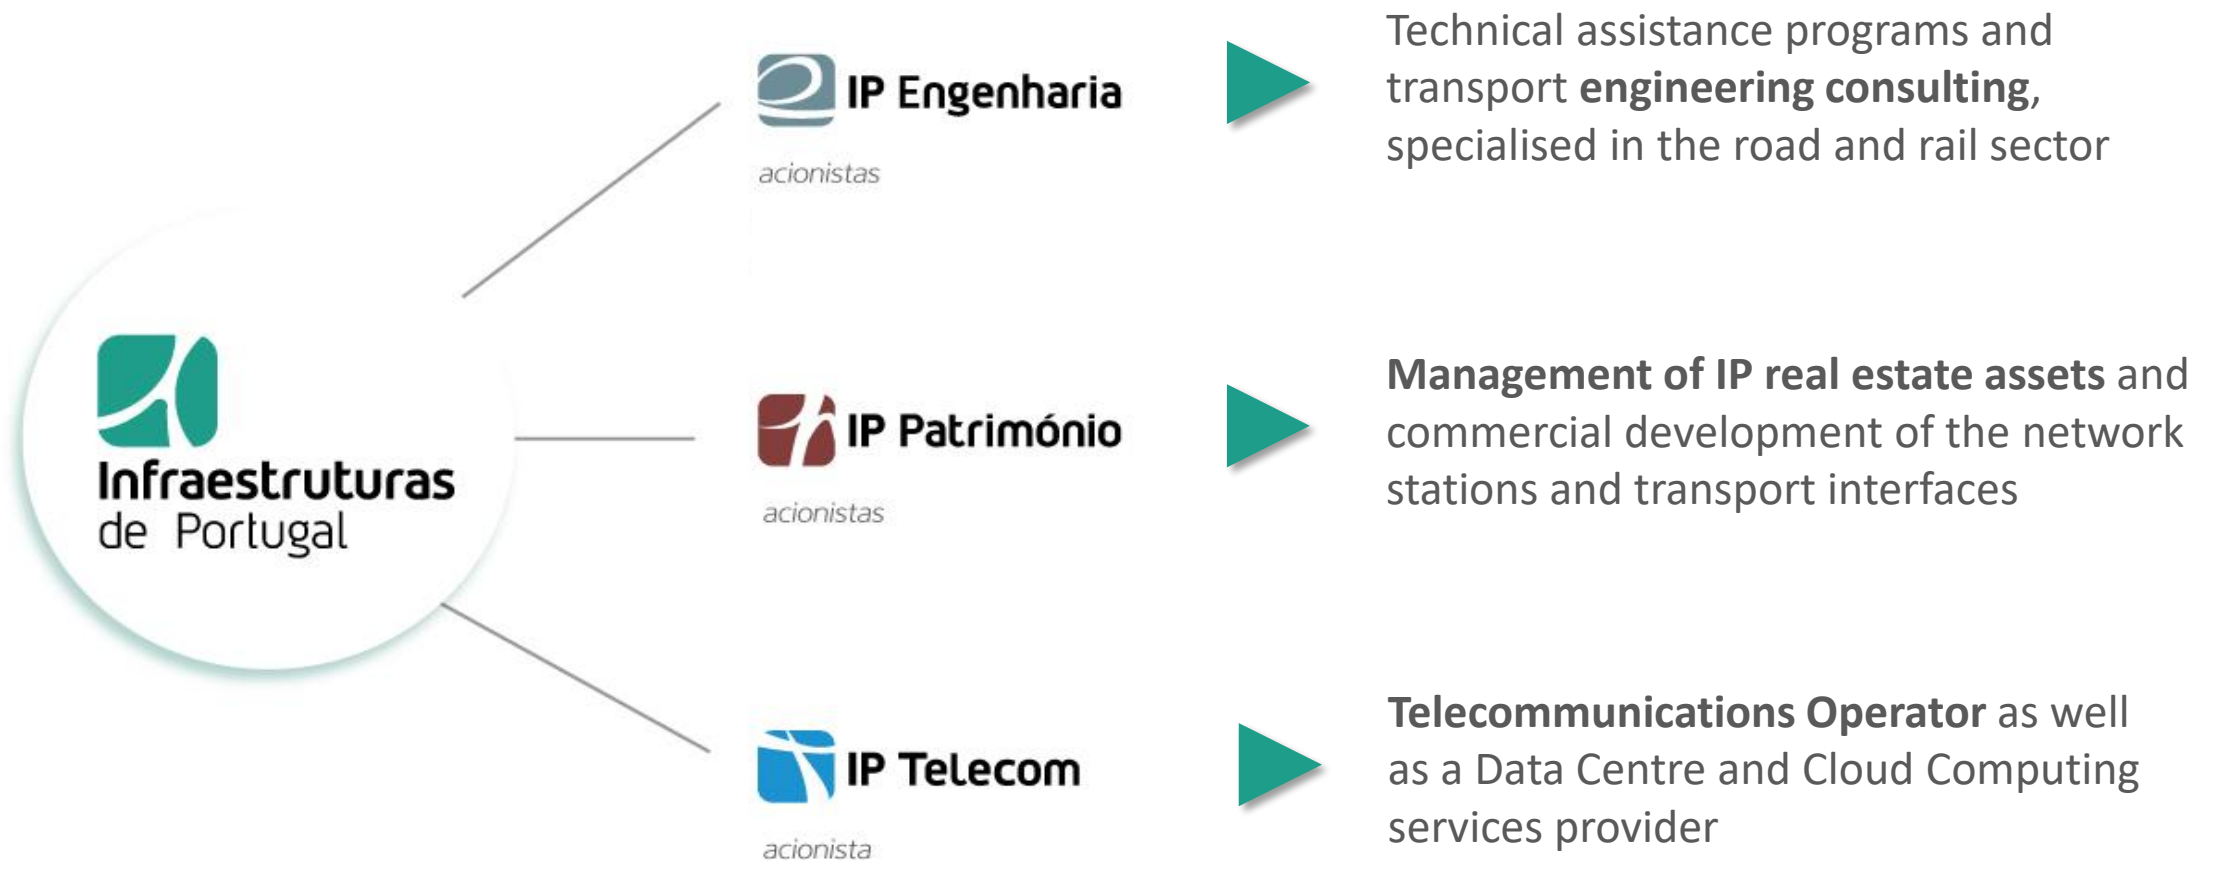 Infraestruturas
de Portugal
IP Engenharia
acionistas
Technical assistance programs and
transport engineering consulting,
specialised in the road and rail sector
IP Património
acionistas
Management of IP real estate assets and
commercial development of the network
stations and transport interfaces
IP Telecom
acionista
Telecommunications Operator as well
as a Data Centre and Cloud Computing
services provider